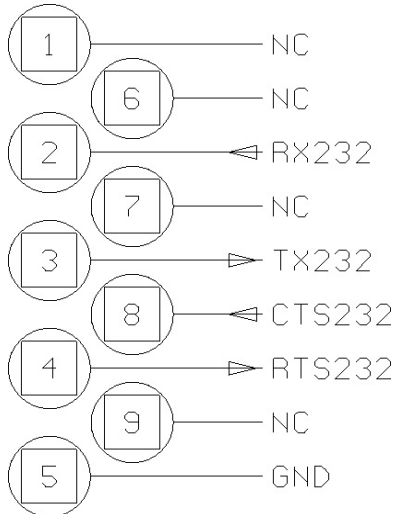 1 NC
6 NC
2 RX232
7 NC
3 TX232
8 CTS232
4 RTS232
9 NC
5 GND